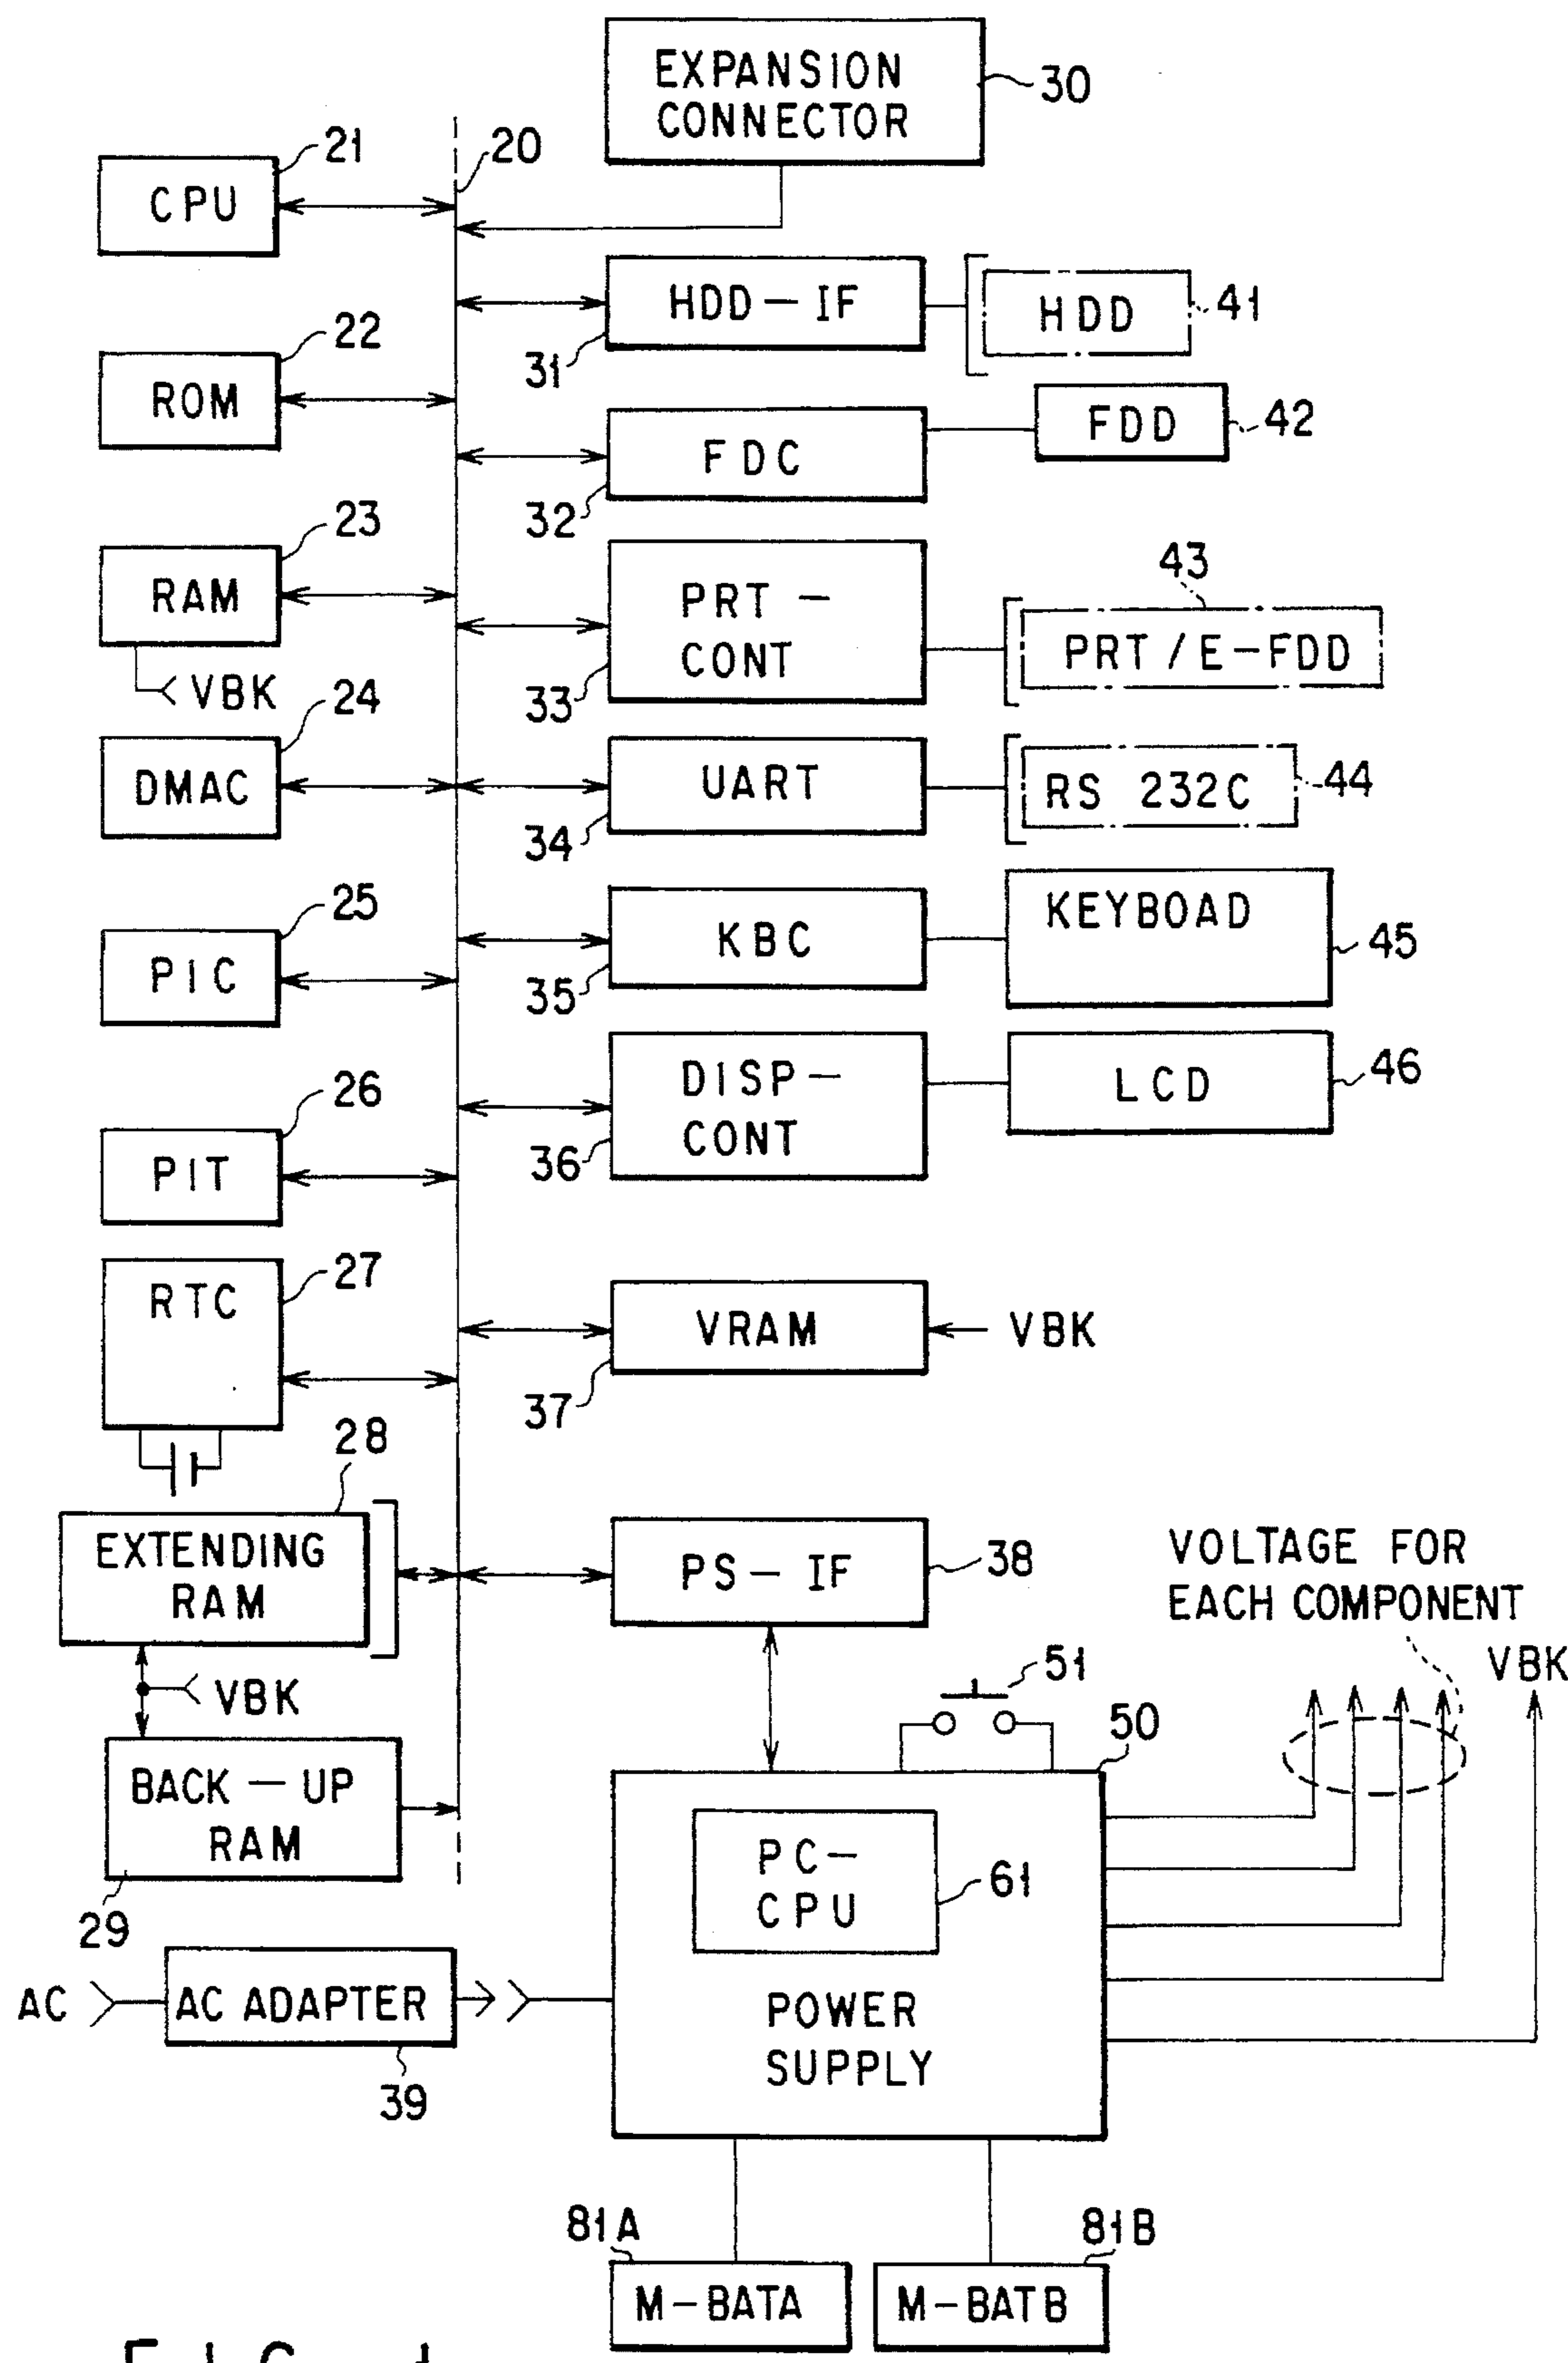 EXPANSION
CONNECTOR
30
21
20
CPU
HDD-IF
HDD
41
31
22
ROM
FDC
FDD
42
32
23
RAM
VBK
PRT-
CONT
43
PRT/E-FDD
33
24
DMAC
UART
RS 232C
44
34
25
PIC
KBC
KEYBOAD
45
35
26
PIT
DISP-
CONT
LCD
46
36
27
RTC
VRAM
VBK
37
28
EXTENDING
RAM
PS-IF
38
VOLTAGE FOR
EACH COMPONENT
VBK
VBK
51
50
BACK-UP
RAM
29
PC-
CPU
61
AC
AC ADAPTER
39
POWER
SUPPLY
81A
81B
M-BATA
M-BATB